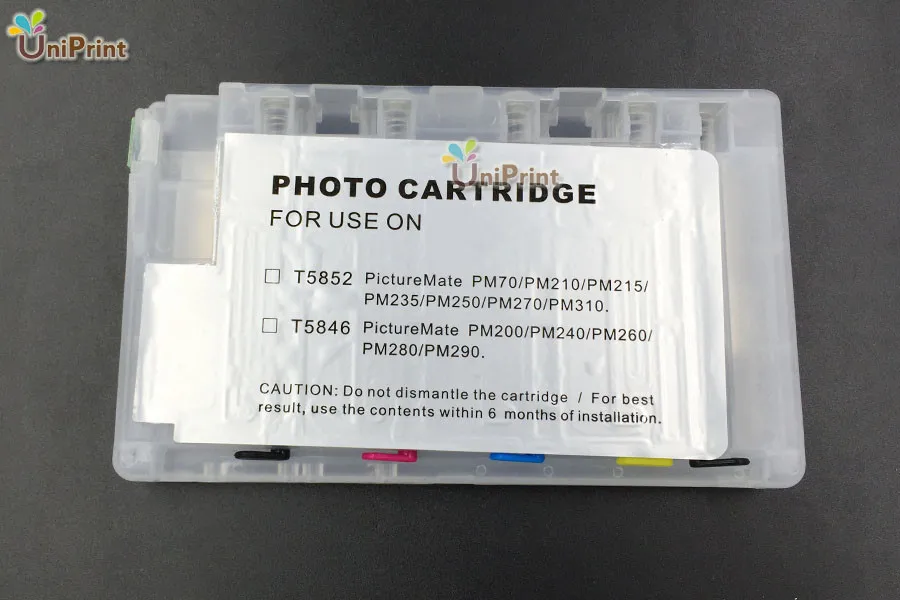 UniPrint
UniPrint
PHOTO CARTRIDGE
FOR USE ON
☐ T5852 PictureMate PM70/PM210/PM215/
PM235/PM250/PM270/PM310.
☐ T5846 PictureMate PM200/PM240/PM260/
PM280/PM290.
CAUTION: Do not dismantle the cartridge / For best
result, use the contents within 6 months of installation.